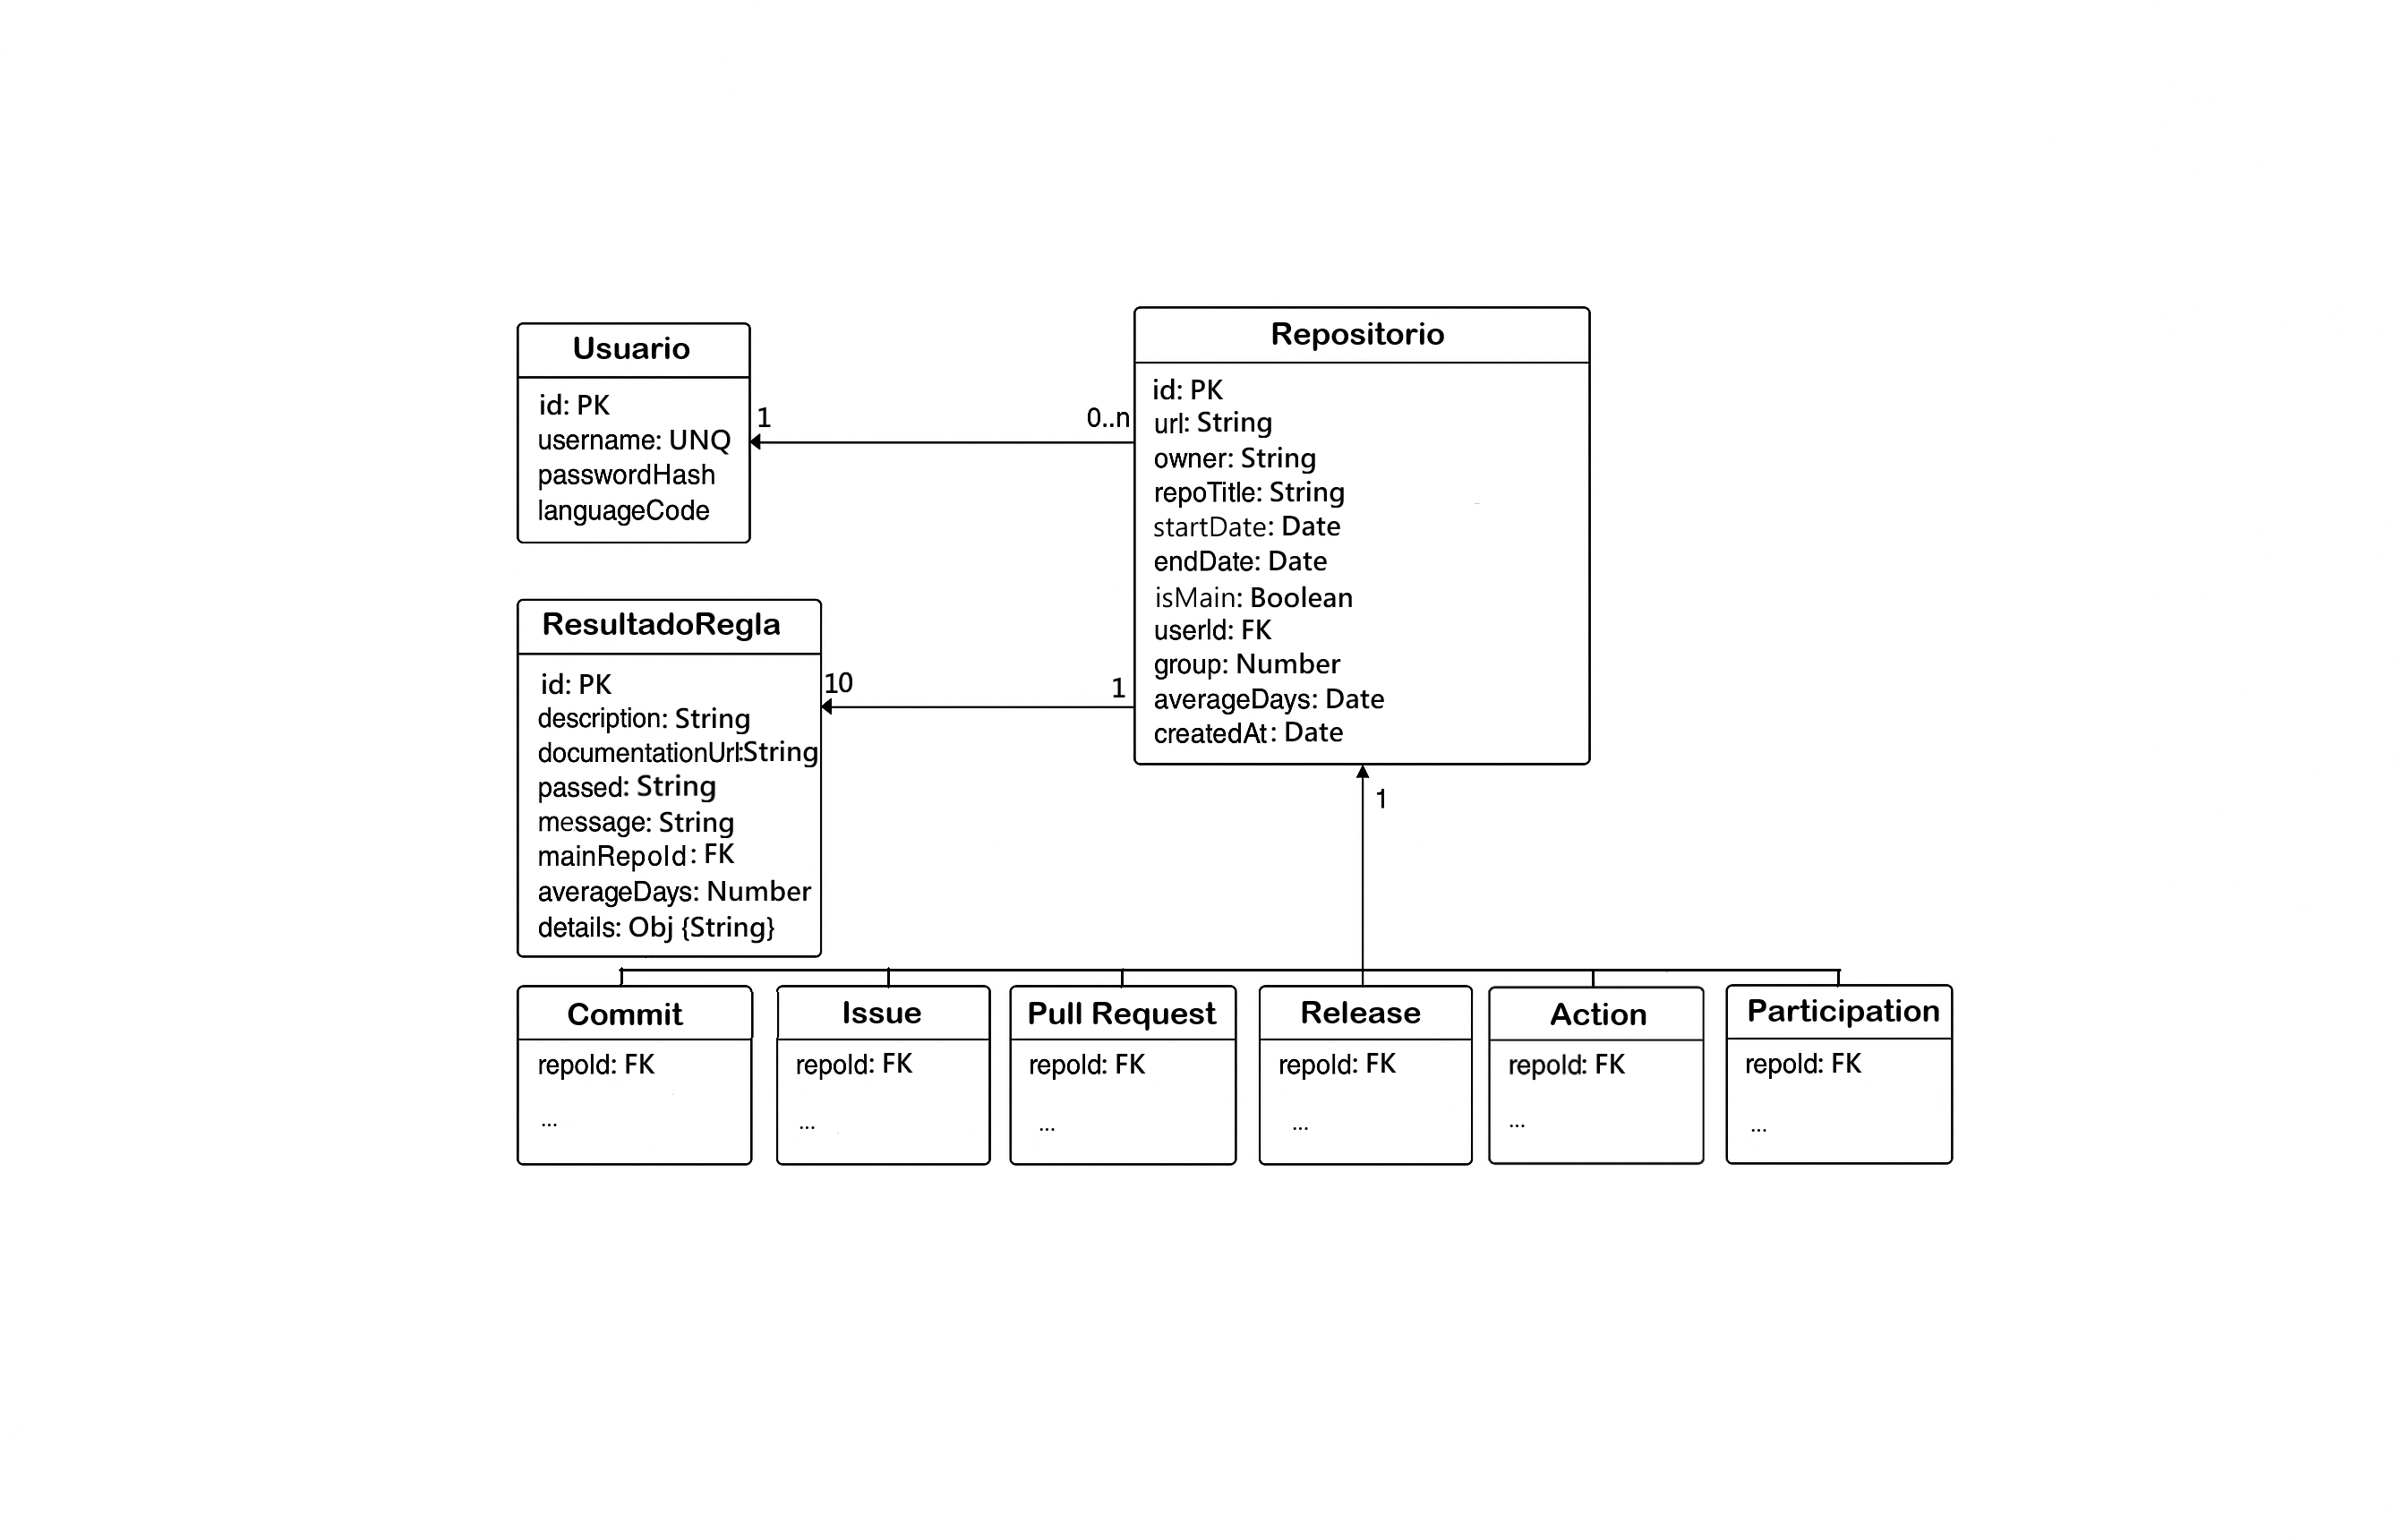 Usuario
id: PK
username: UNQ
passwordHash
languageCode
1
0..n
Repositorio
id: PK
url: String
owner: String
repoTitle: String
startDate: Date
endDate: Date
isMain: Boolean
userId: FK
group: Number
averageDays: Date
createdAt: Date
ResultadoRegla
id: PK
description: String
documentationUrl:String
passed: String
message: String
mainRepoId: FK
averageDays: Number
details: Obj {String}
10
1
1
Commit
repoId: FK
...
Issue
repoId: FK
...
Pull Request
repoId: FK
...
Release
repoId: FK
...
Action
repoId: FK
...
Participation
repoId: FK
...